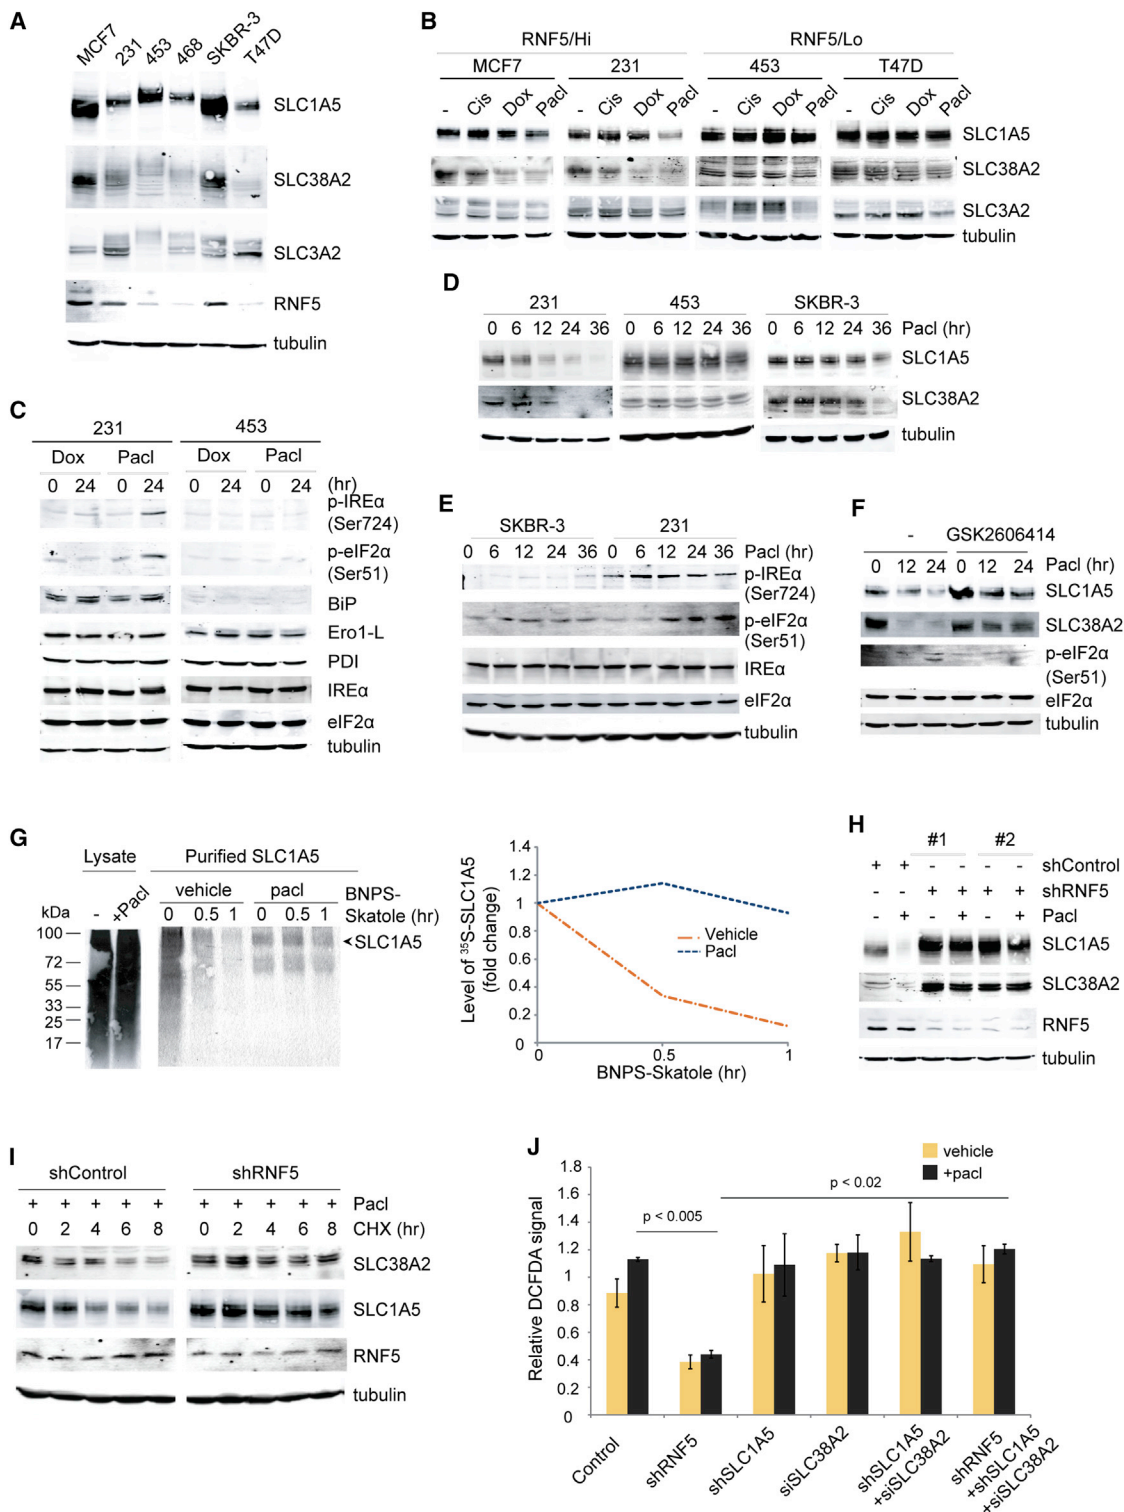 A
MCF7 231 453 468 SKBR-3 T47D
SLC1A5
SLC38A2
SLC3A2
RNF5
tubulin
B
RNF5/Hi RNF5/Lo
MCF7 231 453 T47D
- Cis Dox Pacl - Cis Dox Pacl - Cis Dox Pacl - Cis Dox Pacl
SLC1A5
SLC38A2
SLC3A2
tubulin
C
231 453
Dox Pacl Dox Pacl
0 24 0 24 0 24 0 24 (hr)
p-IREα
(Ser724)
p-eIF2α
(Ser51)
BiP
Ero1-L
PDI
IREα
eIF2α
tubulin
D
231 453 SKBR-3
0 6 12 24 36 0 6 12 24 36 0 6 12 24 36 Pacl (hr)
SLC1A5
SLC38A2
tubulin
E
SKBR-3 231
0 6 12 24 36 0 6 12 24 36 Pacl (hr)
p-IREα
(Ser724)
p-eIF2α
(Ser51)
IREα
eIF2α
tubulin
F
- GSK2606414
0 12 24 0 12 24 Pacl (hr)
SLC1A5
SLC38A2
p-eIF2α
(Ser51)
eIF2α
tubulin
G
Lysate Purified SLC1A5
vehicle pacl BNPS-
- +Pacl 0 0.5 1 0 0.5 1 Skatole (hr)
kDa
100
72
55
33
25
17
SLC1A5
Level of ³⁵S-SLC1A5
(fold change)
1.4
1.2
1
0.8
0.6
0.4
0.2
0
Vehicle
Pacl
0 0.5 1
BNPS-Skatole (hr)
H
#1 #2
+ + - - - - shControl
- - + + + + shRNF5
- + - + - + Pacl
SLC1A5
SLC38A2
RNF5
tubulin
I
shControl shRNF5
+ + + + + + + + + + Pacl
0 2 4 6 8 0 2 4 6 8 CHX (hr)
SLC38A2
SLC1A5
RNF5
tubulin
J
vehicle
+pacl
p < 0.02
p < 0.005
Relative DCFDA signal
1.8
1.6
1.4
1.2
1
0.8
0.6
0.4
0.2
0
Control
shRNF5
shSLC1A5
siSLC38A2
shSLC1A5
+siSLC38A2
shRNF5
+shSLC1A5
+siSLC38A2